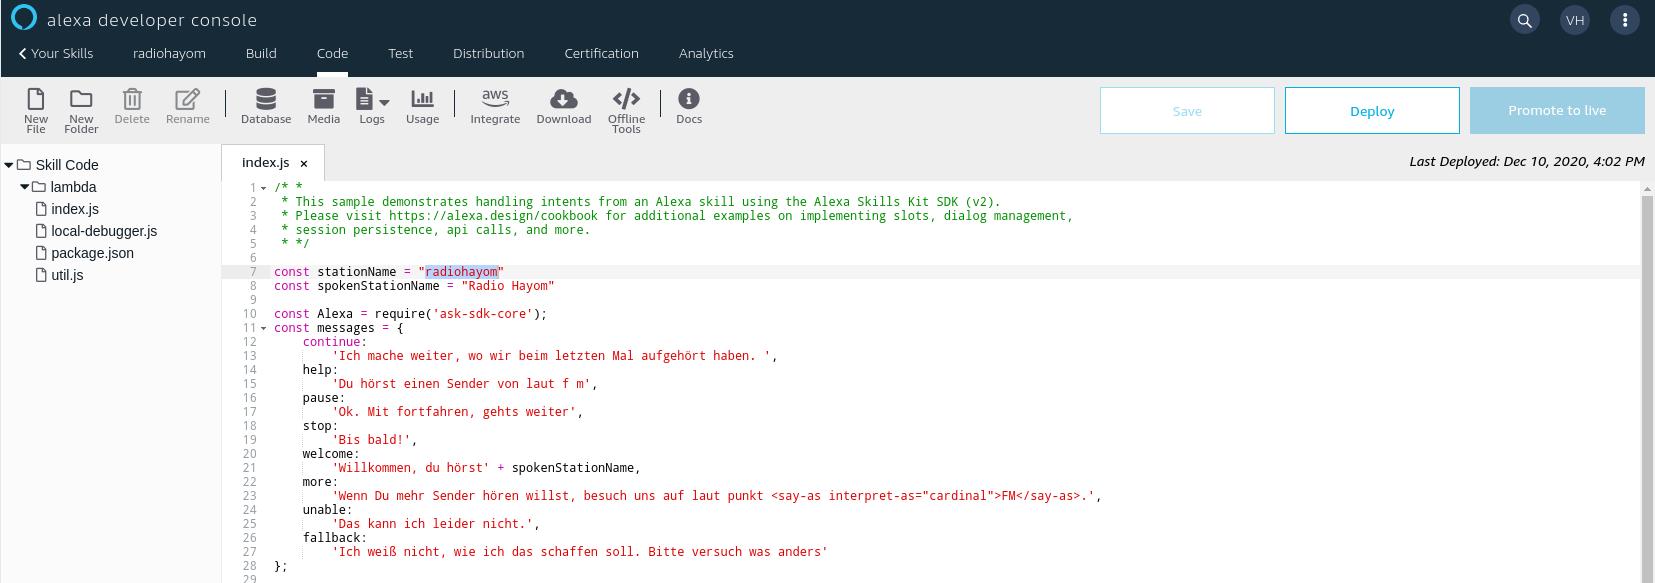 alexa developer console
VH
Your Skills radiohayom Build Code Test Distribution Certification Analytics
New File
New Folder
Delete
Rename
Database
Media
Logs
Usage
aws
Integrate
Download
Offline Tools
Docs
Save
Deploy
Promote to live
Skill Code
lambda
index.js
local-debugger.js
package.json
util.js
index.js ×
Last Deployed: Dec 10, 2020, 4:02 PM
1 /* *
2  * This sample demonstrates handling intents from an Alexa skill using the Alexa Skills Kit SDK (v2).
3  * Please visit https://alexa.design/cookbook for additional examples on implementing slots, dialog management,
4  * session persistence, api calls, and more.
5  * */
6
7 const stationName = "radiohayom"
8 const spokenStationName = "Radio Hayom"
9
10 const Alexa = require('ask-sdk-core');
11 const messages = {
12     continue:
13         'Ich mache weiter, wo wir beim letzten Mal aufgehört haben. ',
14     help:
15         'Du hörst einen Sender von laut f m',
16     pause:
17         'Ok. Mit fortfahren, gehts weiter',
18     stop:
19         'Bis bald!',
20     welcome:
21         'Willkommen, du hörst' + spokenStationName,
22     more:
23         'Wenn Du mehr Sender hören willst, besuch uns auf laut punkt <say-as interpret-as="cardinal">FM</say-as>.',
24     unable:
25         'Das kann ich leider nicht.',
26     fallback:
27         'Ich weiß nicht, wie ich das schaffen soll. Bitte versuch was anders'
28 };
29